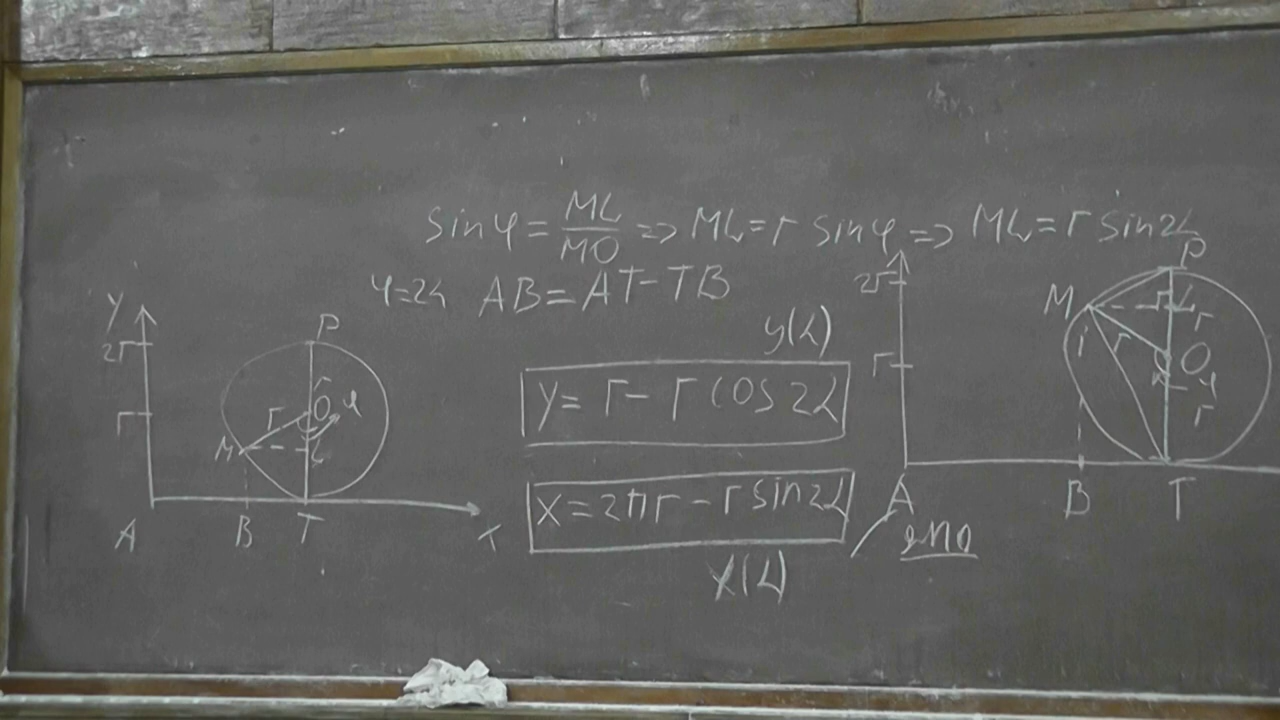 sin φ = ML/MO => ML = r sin φ => ML = r sin 2α
φ = 2α AB = AT - TB
y(α)
y = r - r cos 2α
x = 2πr - r sin 2α
x(α)
y
2r
r
P
r
O
φ
r
M
L
A
B
T
2r
r
P
M
L
r
r
O
φ
r
A
B
T